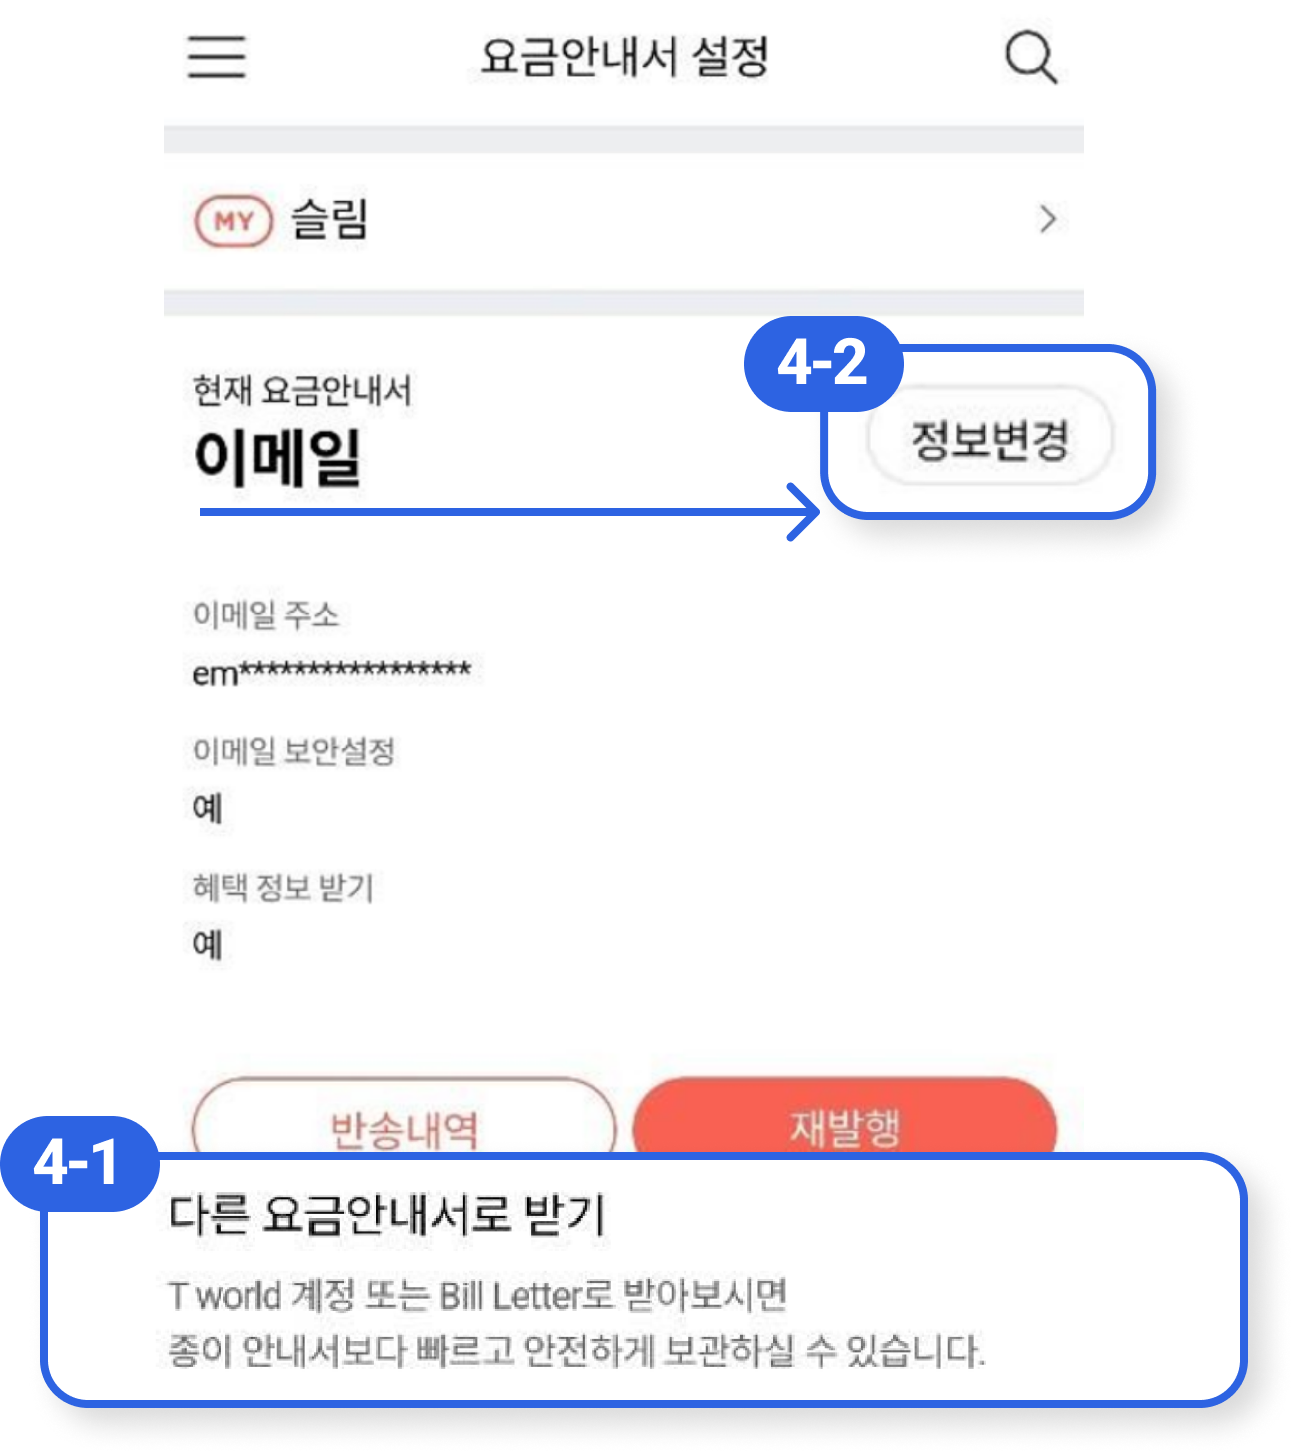 요금안내서 설정
MY 슬림
4-2
현재 요금안내서
이메일
정보변경
이메일 주소
em*****************
이메일 보안설정
예
혜택 정보 받기
예
반송내역
재발행
4-1
다른 요금안내서로 받기
T world 계정 또는 Bill Letter로 받아보시면
종이 안내서보다 빠르고 안전하게 보관하실 수 있습니다.